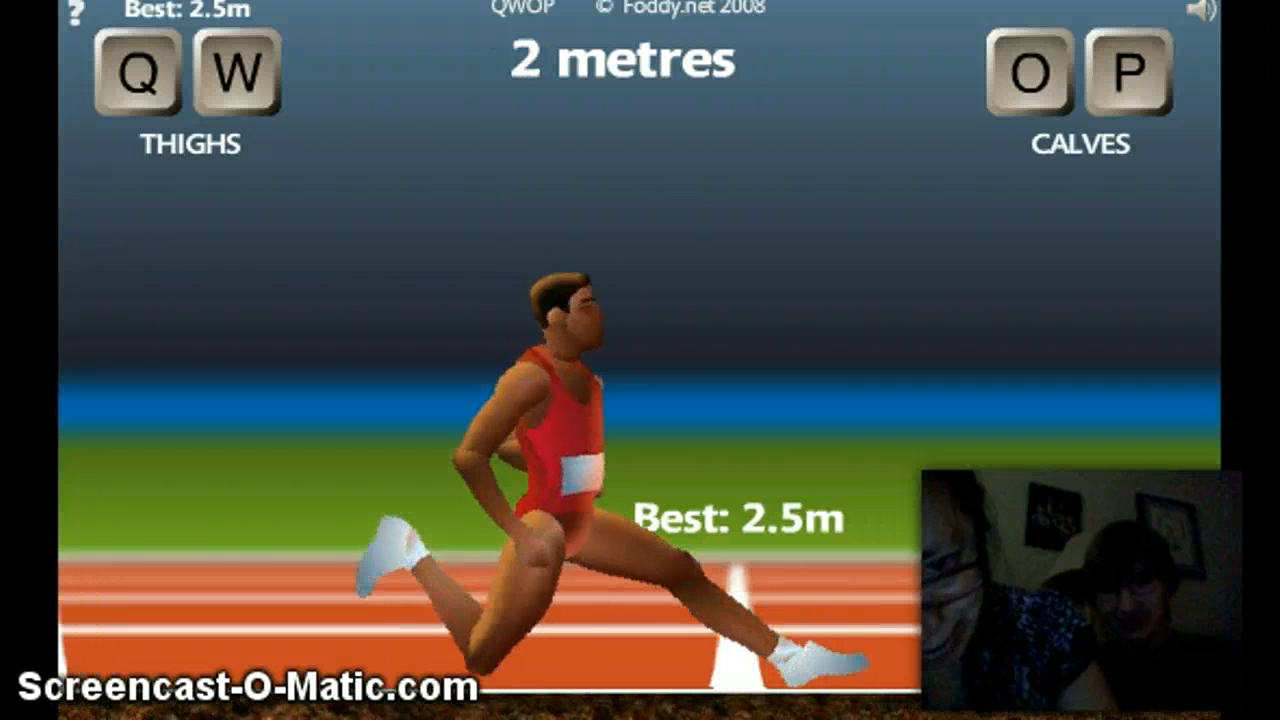 ?
Best: 2.5m
QWOP
© Foddy.net 2008
Q W
2 metres
O P
THIGHS
CALVES
Best: 2.5m
Screencast-O-Matic.com